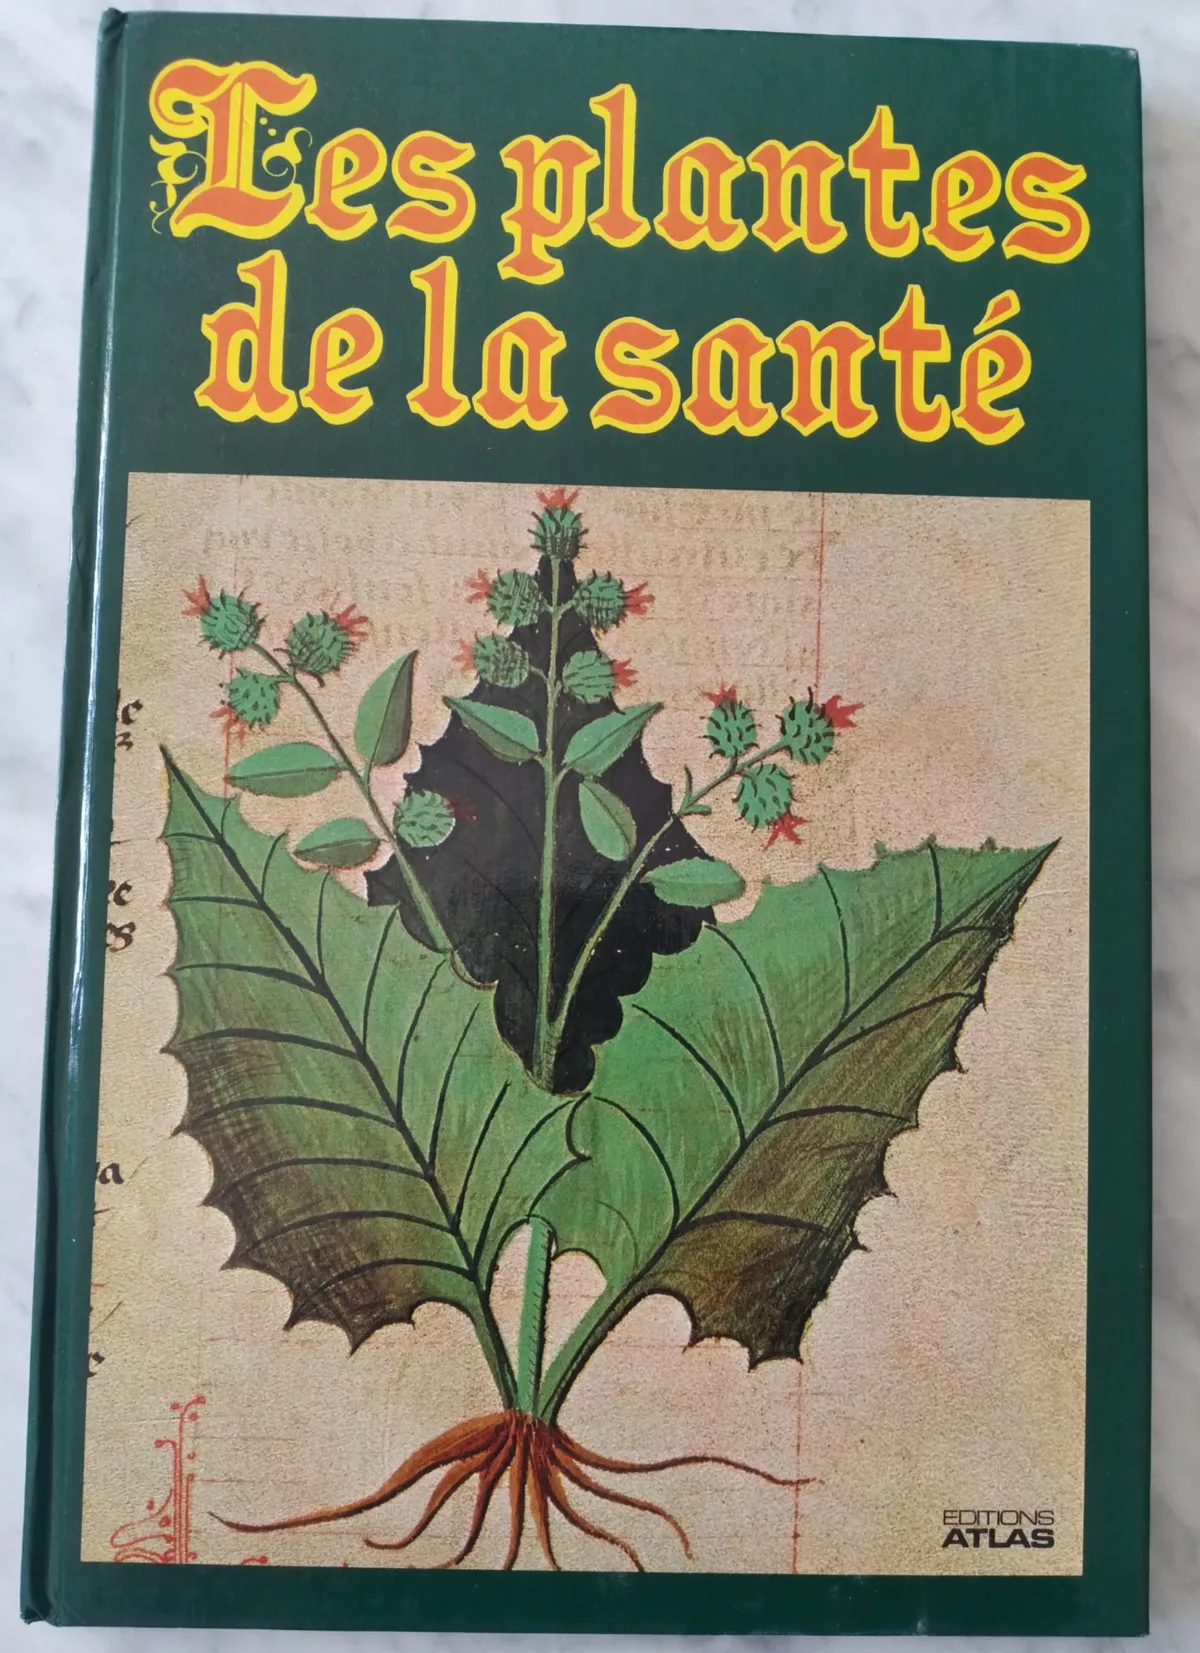 Les plantes
de la santé
EDITIONS
ATLAS